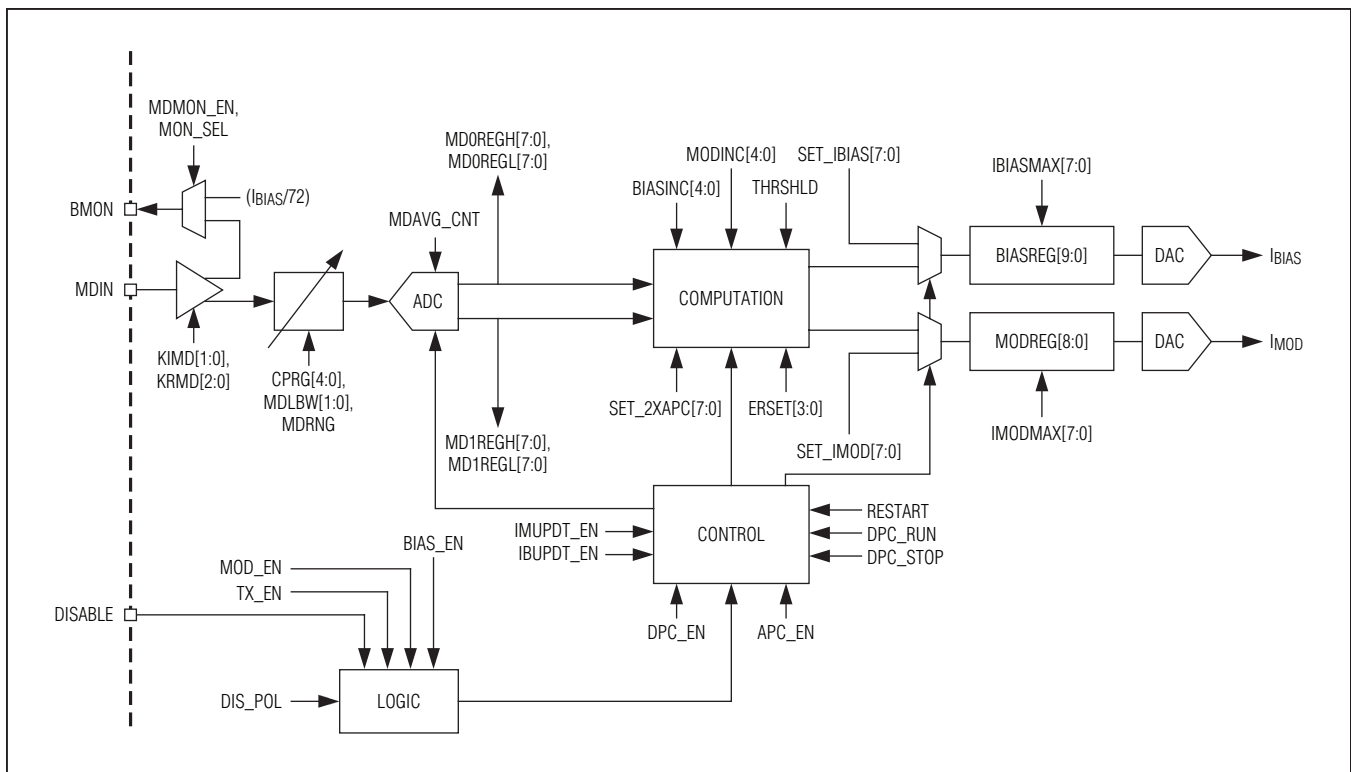 MDMON_EN,
MON_SEL
(IBIAS/72)
BMON
MDIN
KIMD[1:0],
KRMD[2:0]
CPRG[4:0],
MDLBW[1:0],
MDRNG
MDAVG_CNT
ADC
MD0REGH[7:0],
MD0REGL[7:0]
MD1REGH[7:0],
MD1REGL[7:0]
BIASINC[4:0]
MODINC[4:0]
THRSHLD
COMPUTATION
SET_2XAPC[7:0]
ERSET[3:0]
SET_IBIAS[7:0]
SET_IMOD[7:0]
IBIASMAX[7:0]
BIASREG[9:0]
DAC
IBIAS
MODREG[8:0]
DAC
IMOD
IMODMAX[7:0]
IMUPDT_EN
IBUPDT_EN
CONTROL
RESTART
DPC_RUN
DPC_STOP
DPC_EN
APC_EN
BIAS_EN
MOD_EN
TX_EN
DISABLE
DIS_POL
LOGIC